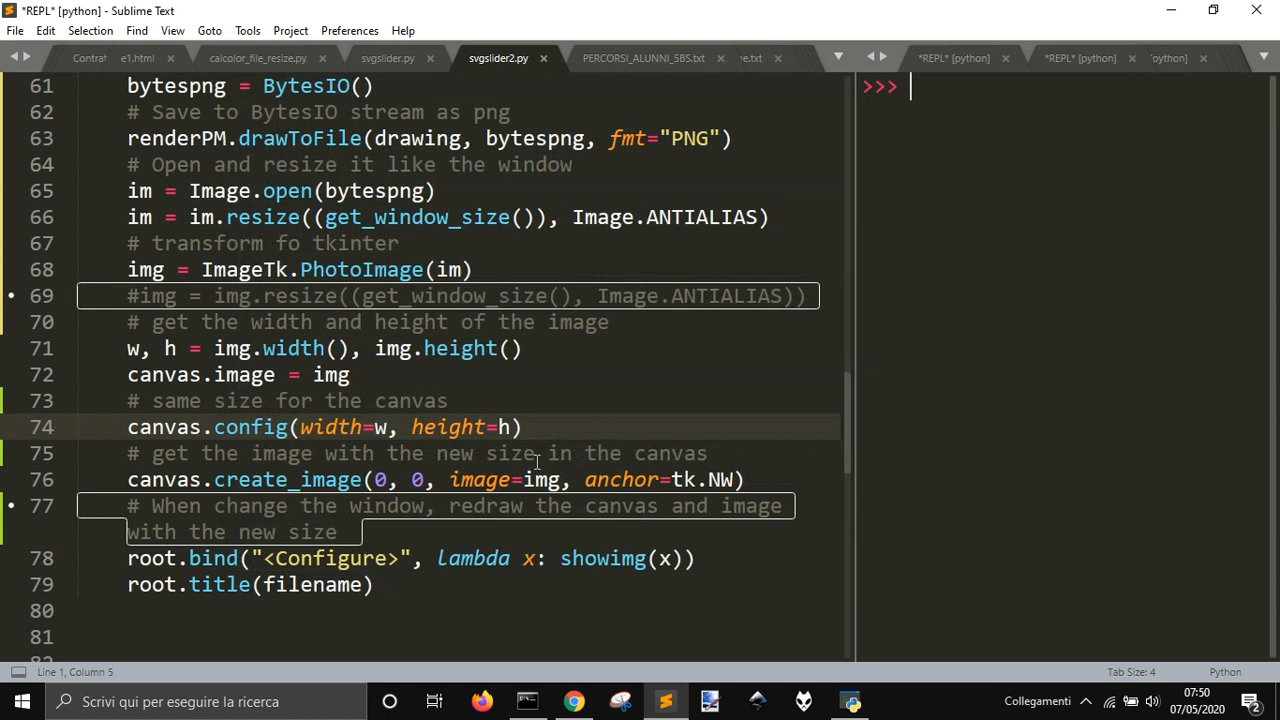 *REPL* [python] - Sublime Text
File Edit Selection Find View Goto Tools Project Preferences Help
Contrat e1.html calcolor_file_resize.py svgslider.py svgslider2.py PERCORSI_ALUNNI_5BS.txt e.txt *REPL* [python] *REPL* [python] 'python]
61 bytespng = BytesIO()
62 # Save to BytesIO stream as png
63 renderPM.drawToFile(drawing, bytespng, fmt="PNG")
64 # Open and resize it like the window
65 im = Image.open(bytespng)
66 im = im.resize((get_window_size()), Image.ANTIALIAS)
67 # transform fo tkinter
68 img = ImageTk.PhotoImage(im)
69 #img = img.resize((get_window_size(), Image.ANTIALIAS))
70 # get the width and height of the image
71 w, h = img.width(), img.height()
72 canvas.image = img
73 # same size for the canvas
74 canvas.config(width=w, height=h)
75 # get the image with the new size in the canvas
76 canvas.create_image(0, 0, image=img, anchor=tk.NW)
77 # When change the window, redraw the canvas and image
with the new size
78 root.bind("<Configure>", lambda x: showimg(x))
79 root.title(filename)
80
81
>>>
Line 1, Column 5 Tab Size: 4 Python
Scrivi qui per eseguire la ricerca
Collegamenti
07:50
07/05/2020
2